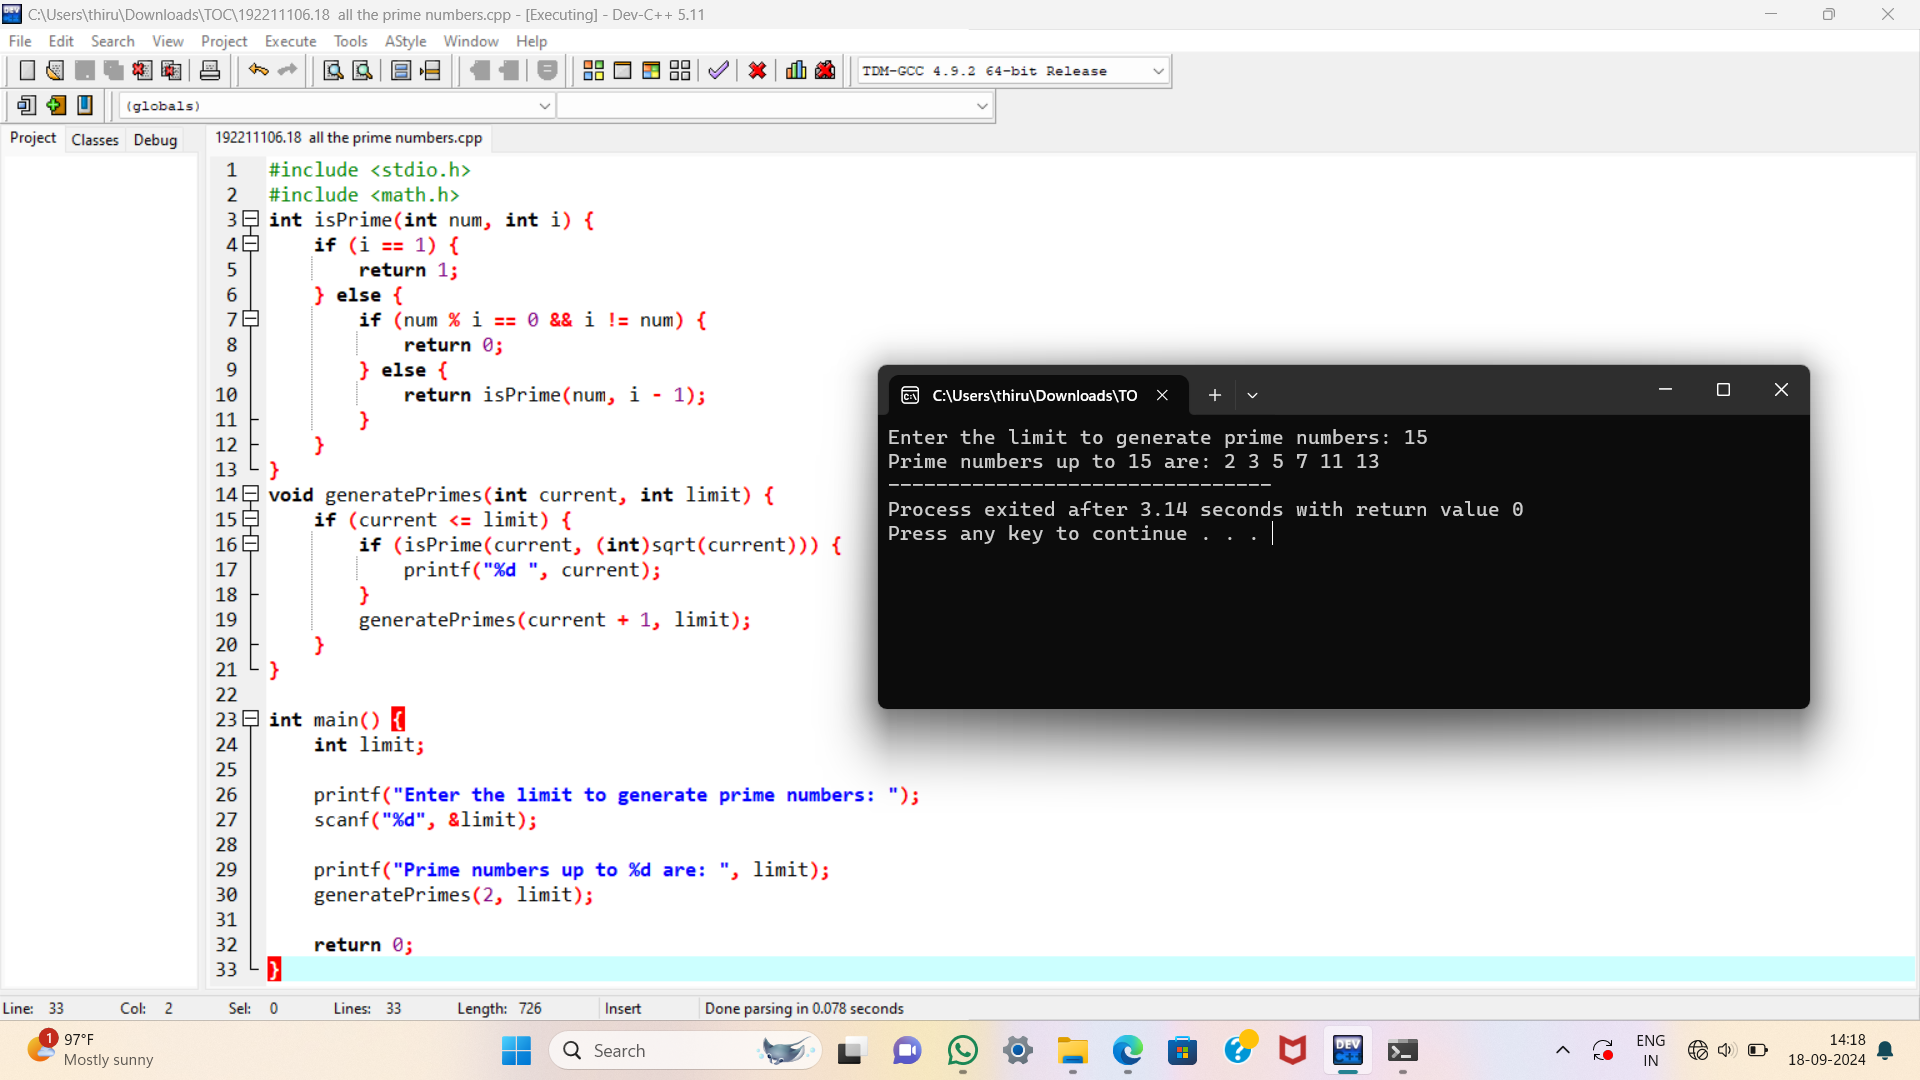 C:\Users\thiru\Downloads\TOC\192211106.18  all the prime numbers.cpp - [Executing] - Dev-C++ 5.11
File Edit Search View Project Execute Tools AStyle Window Help
TDM-GCC 4.9.2 64-bit Release
(globals)
Project Classes Debug
192211106.18  all the prime numbers.cpp
1 #include <stdio.h>
2 #include <math.h>
3 int isPrime(int num, int i) {
4     if (i == 1) {
5         return 1;
6     } else {
7         if (num % i == 0 && i != num) {
8             return 0;
9         } else {
10             return isPrime(num, i - 1);
11         }
12     }
13 }
14 void generatePrimes(int current, int limit) {
15     if (current <= limit) {
16         if (isPrime(current, (int)sqrt(current))) {
17             printf("%d ", current);
18         }
19         generatePrimes(current + 1, limit);
20     }
21 }
22
23 int main() {
24     int limit;
25
26     printf("Enter the limit to generate prime numbers: ");
27     scanf("%d", &limit);
28
29     printf("Prime numbers up to %d are: ", limit);
30     generatePrimes(2, limit);
31
32     return 0;
33 }
C:\Users\thiru\Downloads\TO
Enter the limit to generate prime numbers: 15
Prime numbers up to 15 are: 2 3 5 7 11 13
--------------------------------
Process exited after 3.14 seconds with return value 0
Press any key to continue . . .
Line: 33 Col: 2 Sel: 0 Lines: 33 Length: 726 Insert Done parsing in 0.078 seconds
1
97°F
Mostly sunny
Search
DEV C++
ENG
IN
14:18
18-09-2024